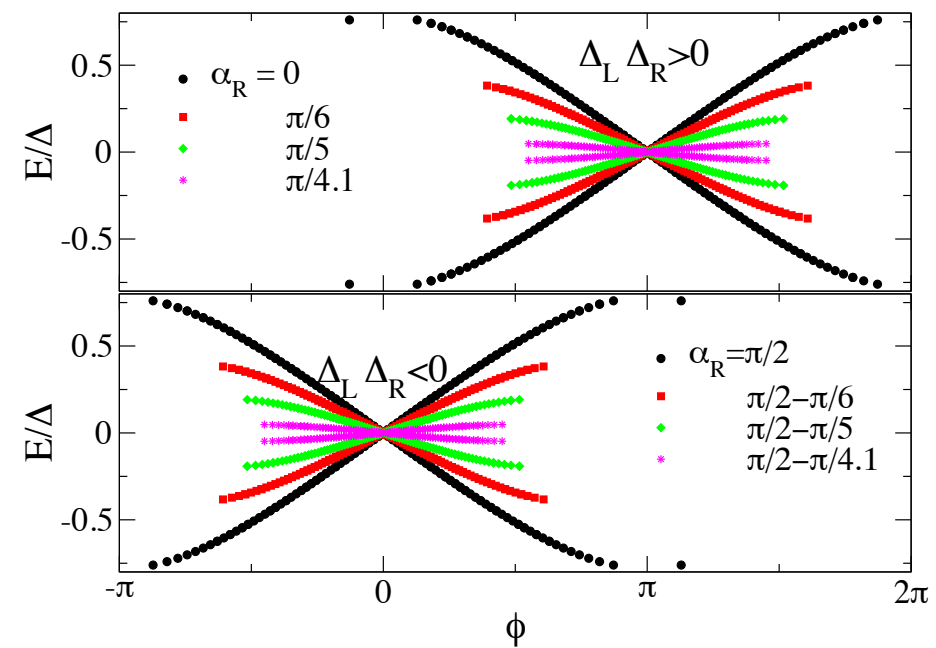 0.5
0
-0.5
E/Δ
α_R = 0
π/6
π/5
π/4.1
Δ_L Δ_R>0
0.5
0
-0.5
E/Δ
Δ_L Δ_R<0
α_R=π/2
π/2−π/6
π/2−π/5
π/2−π/4.1
-π 0 π 2π
ϕ